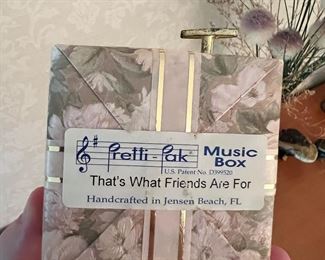 Pretti-Pak Music
Box
U.S. Patent No. D399520
That's What Friends Are For
Handcrafted in Jensen Beach, FL